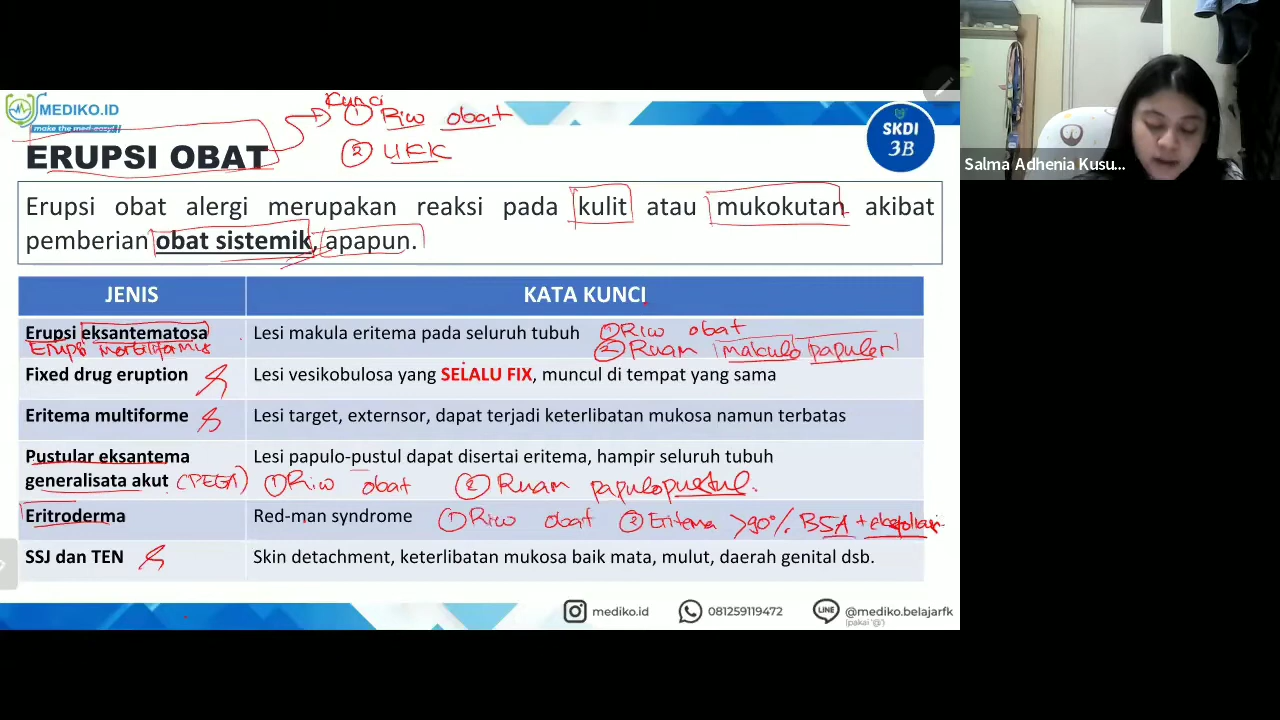 MEDIKO.ID
make the med-easy!!
Kunci
① Riw obat
② UKK
SKDI
3B
Salma Adhenia Kusu...
ERUPSI OBAT
Erupsi obat alergi merupakan reaksi pada kulit atau mukokutan akibat
pemberian obat sistemik, apapun.
JENIS KATA KUNCI
Erupsi eksantematosa Lesi makula eritema pada seluruh tubuh ① Riw obat
Erupsi morbiliformis ② Ruam makulo papuler
Fixed drug eruption Lesi vesikobulosa yang SELALU FIX, muncul di tempat yang sama
Eritema multiforme Lesi target, externsor, dapat terjadi keterlibatan mukosa namun terbatas
Pustular eksantema Lesi papulo-pustul dapat disertai eritema, hampir seluruh tubuh
generalisata akut (PEGA) ① Riw obat ② Ruam papulopustul.
Eritroderma Red-man syndrome ① Riw obat ② Eritema >90% BSA +
SSJ dan TEN Skin detachment, keterlibatan mukosa baik mata, mulut, daerah genital dsb.
mediko.id 081259119472 LINE @mediko.belajarfk
(pakai '@')